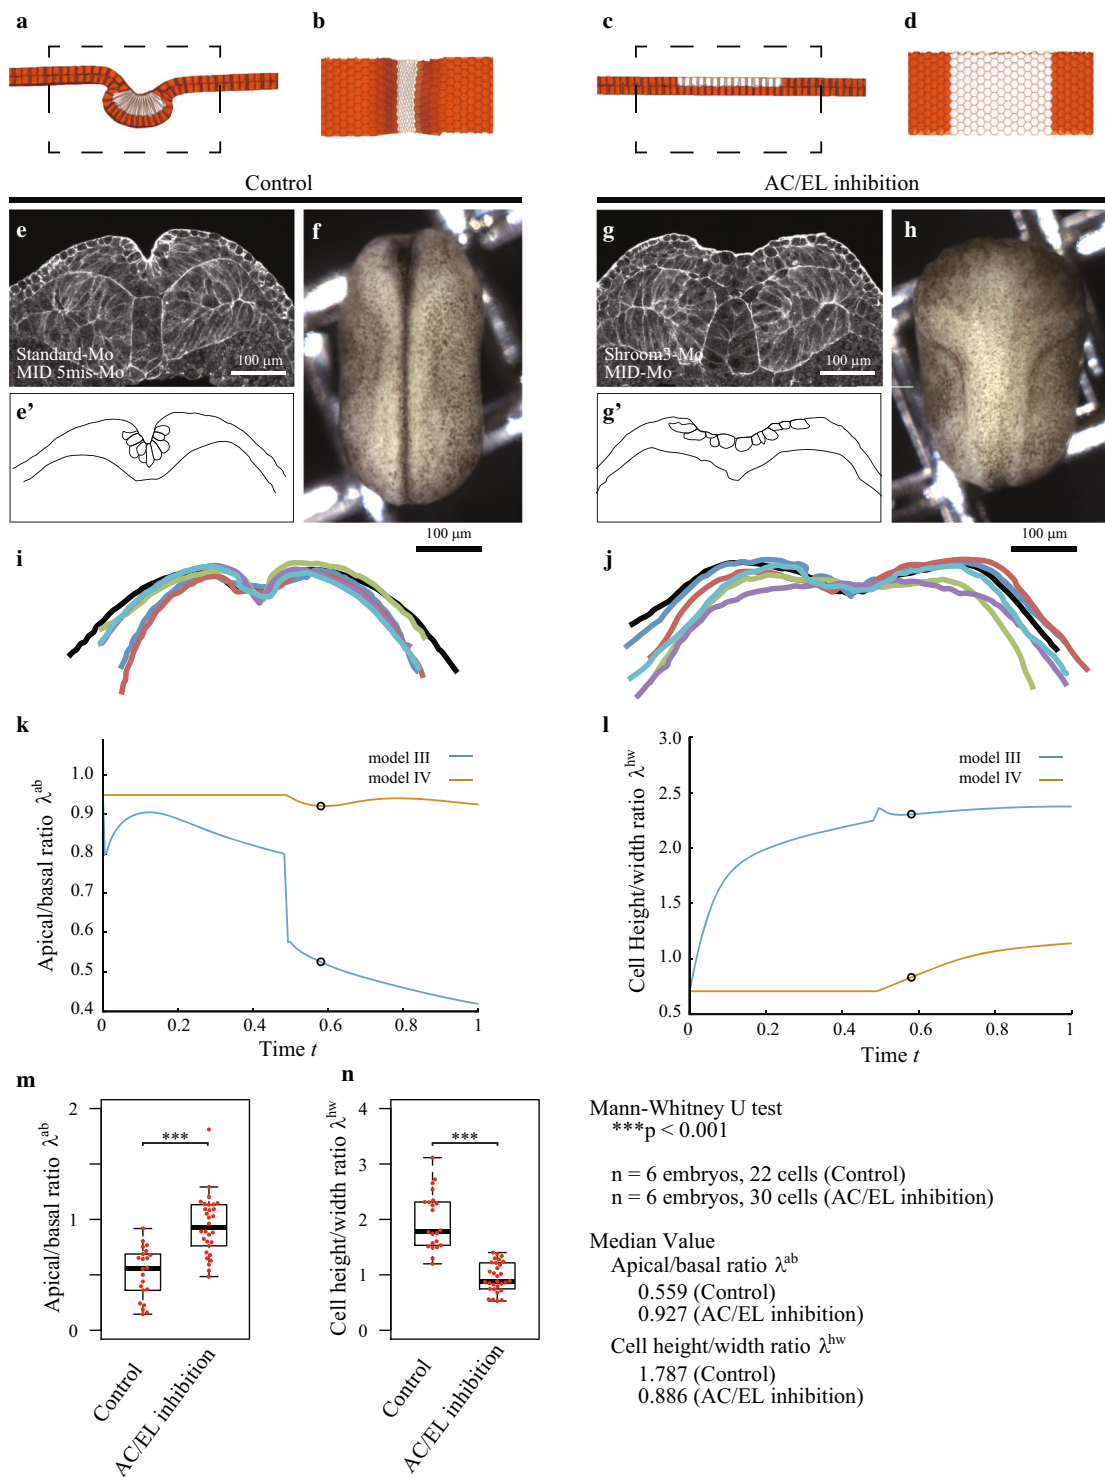 a
b
c
d
Control
AC/EL inhibition
e
Standard-Mo
MID 5mis-Mo
100 μm
f
g
Shroom3-Mo
MID-Mo
100 μm
h
e’
g’
100 μm
100 μm
i
j
k
model III
model IV
Apical/basal ratio λ^ab
1.0
0.9
0.8
0.7
0.6
0.5
0.4
0 0.2 0.4 0.6 0.8 1
Time t
l
model III
model IV
Cell Height/width ratio λ^hw
3.0
2.5
2.0
1.5
1.0
0.5
0 0.2 0.4 0.6 0.8 1
Time t
m
Apical/basal ratio λ^ab
2
1
0
***
Control
AC/EL inhibition
n
Cell height/width ratio λ^hw
4
3
2
1
0
***
Control
AC/EL inhibition
Mann-Whitney U test
***p < 0.001
n = 6 embryos, 22 cells (Control)
n = 6 embryos, 30 cells (AC/EL inhibition)
Median Value
Apical/basal ratio λ^ab
0.559 (Control)
0.927 (AC/EL inhibition)
Cell height/width ratio λ^hw
1.787 (Control)
0.886 (AC/EL inhibition)